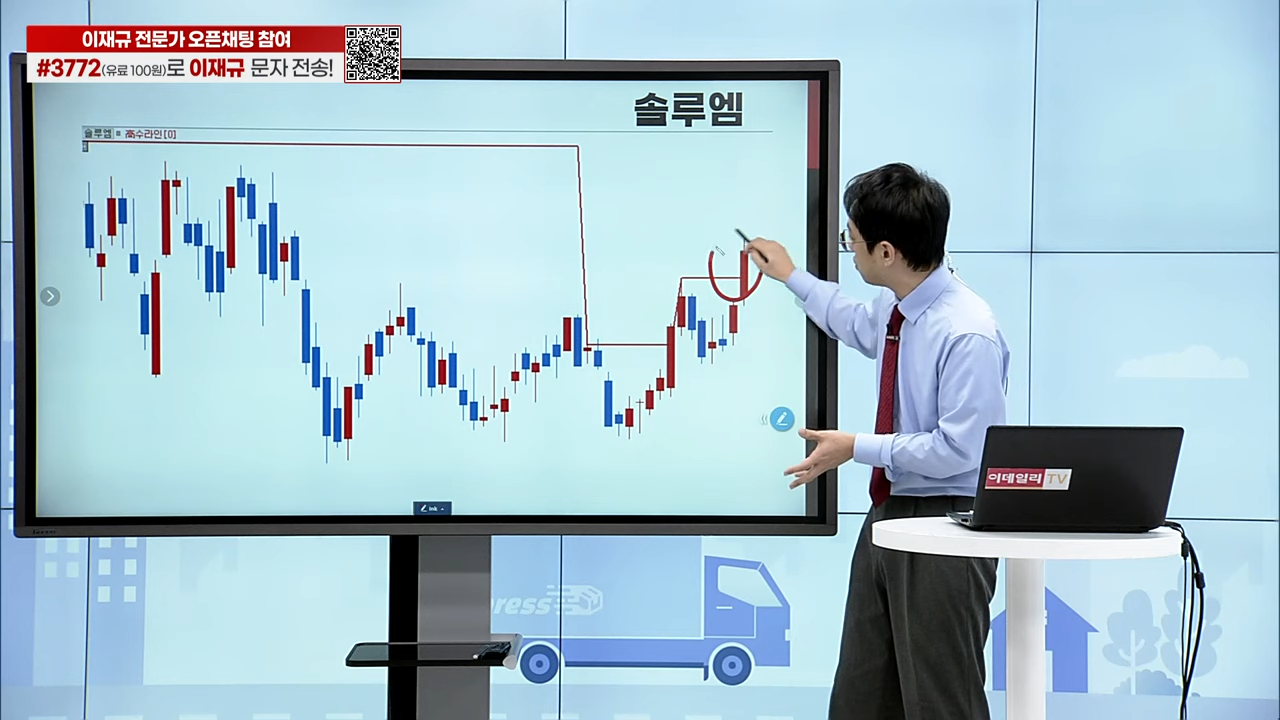 이재규 전문가 오픈채팅 참여
#3772(유료 100원)로 이재규 문자 전송!
솔루엠
솔루엠 高수라인[0]
ink
이데일리TV
ress